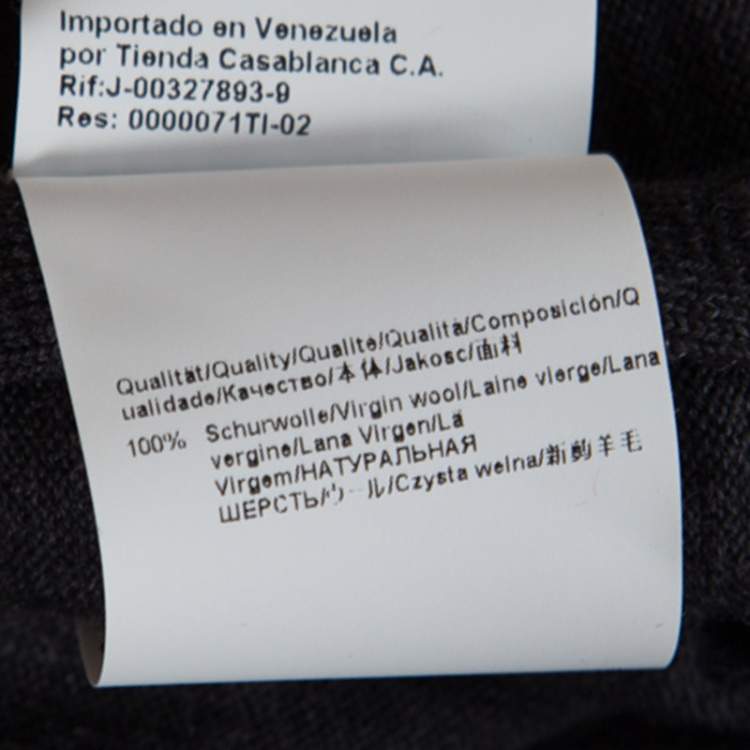 Importado en Venezuela
por Tienda Casablanca C.A.
Rif:J-00327893-9
Res: 0000071TI-02
Qualität/Quality/Qualité/Qualità/Composición/Q
ualidade/Качество/本体/Jakosc/面料
100% Schurwolle/Virgin wool/Laine vierge/Lana
vergine/Lana Virgen/Lã
Virgem/НАТУРАЛЬНАЯ
ШЕРСТЬ/ウール/Czysta welna/新剪羊毛